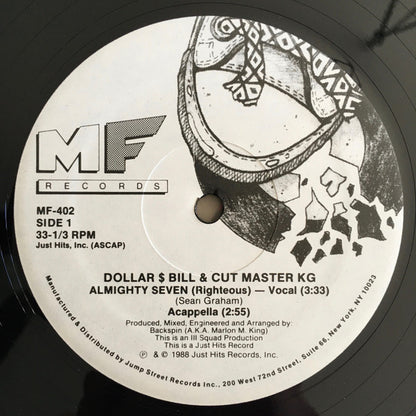 MF
RECORDS
MF-402
SIDE 1
33-1/3 RPM
Just Hits, Inc. (ASCAP)
DOLLAR $ BILL & CUT MASTER KG
ALMIGHTY SEVEN (Righteous) — Vocal (3:33)
(Sean Graham)
Acappella (2:55)
Produced, Mixed, Engineered and Arranged by:
Backspin (A.K.A. Marlon M. King)
This is an Ill Squad Production
This is a Just Hits Record
℗ & © 1988 Just Hits Records, Inc.
Manufactured & Distributed by Jump Street Records Inc., 200 West 72nd Street, Suite 66, New York, NY 10023